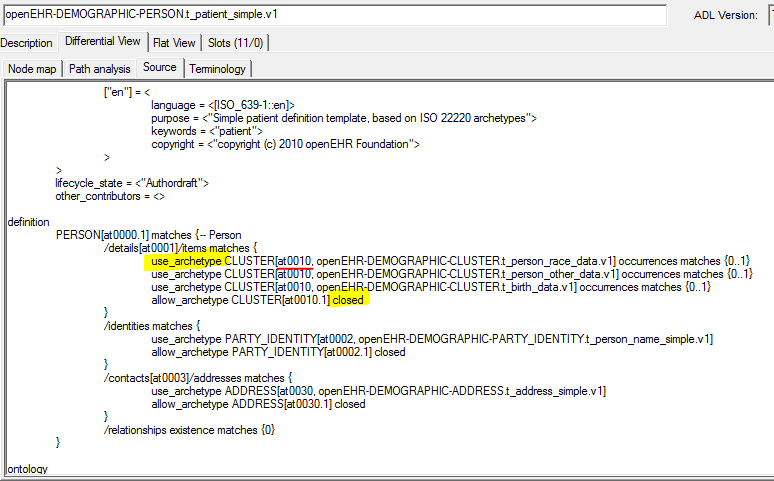 openEHR-DEMOGRAPHIC-PERSON.t_patient_simple.v1
ADL Version:
Description
Differential View
Flat View
Slots (11/0)
Node map
Path analysis
Source
Terminology
["en"] = <
language = <[ISO_639-1::en]>
purpose = <"Simple patient definition template, based on ISO 22220 archetypes">
keywords = <"patient">
copyright = <"copyright (c) 2010 openEHR Foundation">
>
>
lifecycle_state = <"Authordraft">
other_contributors = <>
definition
PERSON[at0000.1] matches {-- Person
/details[at0001]/items matches {
use_archetype CLUSTER[at0010, openEHR-DEMOGRAPHIC-CLUSTER.t_person_race_data.v1] occurrences matches {0..1}
use_archetype CLUSTER[at0010, openEHR-DEMOGRAPHIC-CLUSTER.t_person_other_data.v1] occurrences matches {0..1}
use_archetype CLUSTER[at0010, openEHR-DEMOGRAPHIC-CLUSTER.t_birth_data.v1] occurrences matches {0..1}
allow_archetype CLUSTER[at0010.1] closed
}
/identities matches {
use_archetype PARTY_IDENTITY[at0002, openEHR-DEMOGRAPHIC-PARTY_IDENTITY.t_person_name_simple.v1]
allow_archetype PARTY_IDENTITY[at0002.1] closed
}
/contacts[at0003]/addresses matches {
use_archetype ADDRESS[at0030, openEHR-DEMOGRAPHIC-ADDRESS.t_address_simple.v1]
allow_archetype ADDRESS[at0030.1] closed
}
/relationships existence matches {0}
}
ontology